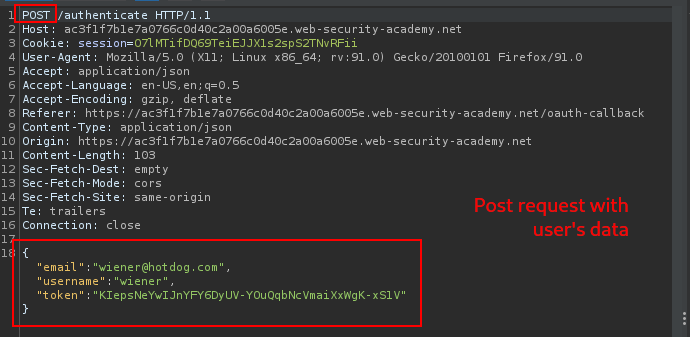 1 POST /authenticate HTTP/1.1
2 Host: ac3f1f7b1e7a0766c0d40c2a00a6005e.web-security-academy.net
3 Cookie: session=O7lMTifDQ69TeiEJJX1s2spS2TNvRFii
4 User-Agent: Mozilla/5.0 (X11; Linux x86_64; rv:91.0) Gecko/20100101 Firefox/91.0
5 Accept: application/json
6 Accept-Language: en-US,en;q=0.5
7 Accept-Encoding: gzip, deflate
8 Referer: https://ac3f1f7b1e7a0766c0d40c2a00a6005e.web-security-academy.net/oauth-callback
9 Content-Type: application/json
10 Origin: https://ac3f1f7b1e7a0766c0d40c2a00a6005e.web-security-academy.net
11 Content-Length: 103
12 Sec-Fetch-Dest: empty
13 Sec-Fetch-Mode: cors
14 Sec-Fetch-Site: same-origin
15 Te: trailers
16 Connection: close
Post request with
user's data
17
18 {
"email":"wiener@hotdog.com",
"username":"wiener",
"token":"KIepsNeYwIJnYFY6DyUV-YOuQqbNcVmaiXxWgK-xSlV"
}